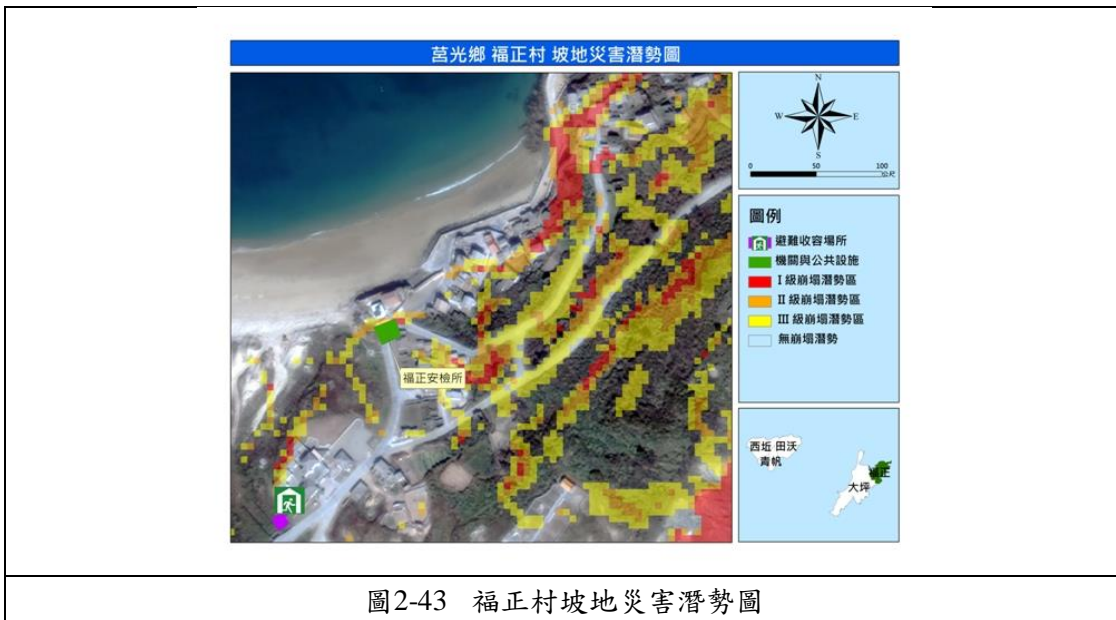 莒光鄉 福正村 坡地災害潛勢圖
N
W
E
S
0 50 100
公尺
圖例
避難收容場所
機關與公共設施
I 級崩塌潛勢區
II 級崩塌潛勢區
III 級崩塌潛勢區
無崩塌潛勢
福正安檢所
西坵 田沃
青帆
福正
大坪
圖2-43 福正村坡地災害潛勢圖